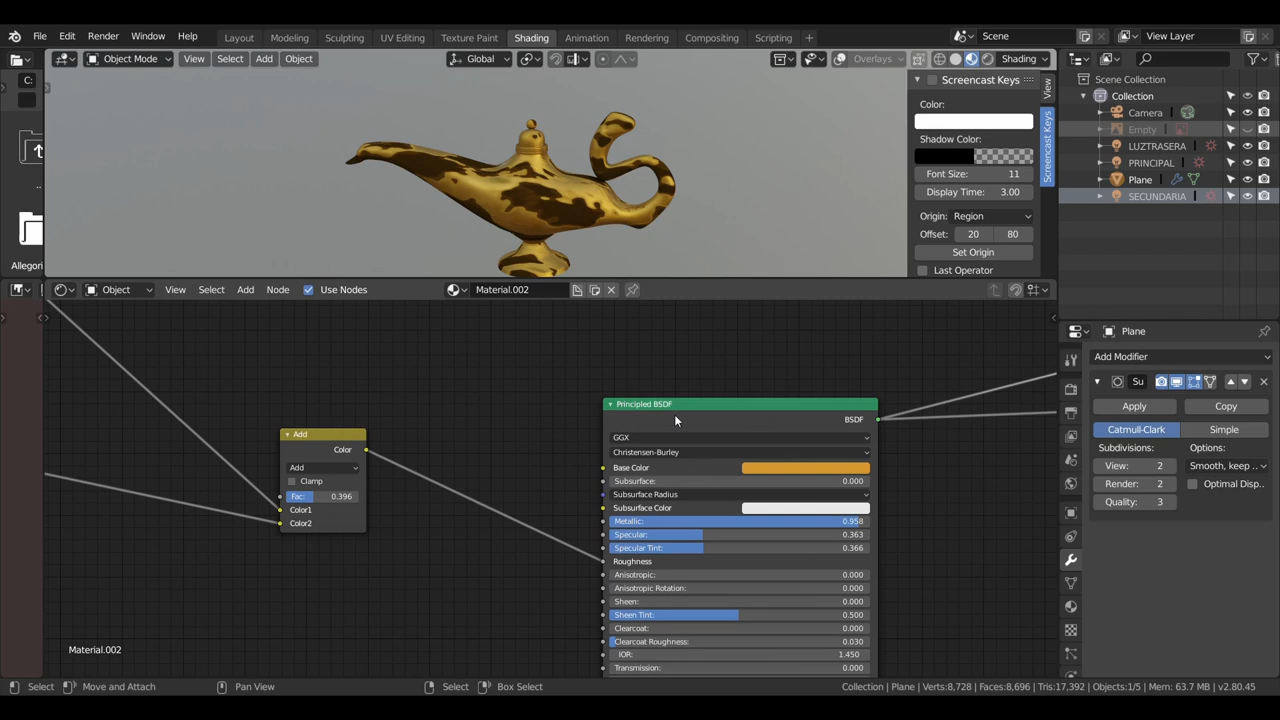 File Edit Render Window Help Layout Modeling Sculpting UV Editing Texture Paint Shading Animation Rendering Compositing Scripting + Scene View Layer
Object Mode View Select Add Object Global Overlays Shading
C:
..
Allegori
Screencast Keys
Color:
Shadow Color:
Font Size: 11
Display Time: 3.00
Origin: Region
Offset: 20 80
Set Origin
Last Operator
View
Screencast Keys
Scene Collection
Collection
Camera
Empty
LUZTRASERA
PRINCIPAL
Plane
SECUNDARIA
Object View Select Add Node Use Nodes Material.002
Add
Color
Add
Clamp
Fac: 0.396
Color1
Color2
Principled BSDF
BSDF
GGX
Christensen-Burley
Base Color
Subsurface: 0.000
Subsurface Radius
Subsurface Color
Metallic: 0.958
Specular: 0.363
Specular Tint: 0.366
Roughness
Anisotropic: 0.000
Anisotropic Rotation: 0.000
Sheen: 0.000
Sheen Tint: 0.500
Clearcoat: 0.000
Clearcoat Roughness: 0.030
IOR: 1.450
Transmission: 0.000
Material.002
Plane
Add Modifier
Su
Apply Copy
Catmull-Clark Simple
Subdivisions: Options:
View: 2 Smooth, keep ..
Render: 2 Optimal Disp..
Quality: 3
Select Move and Attach Pan View Select Box Select Collection | Plane | Verts:8,728 | Faces:8,696 | Tris:17,392 | Objects:1/5 | Mem: 63.7 MB | v2.80.45